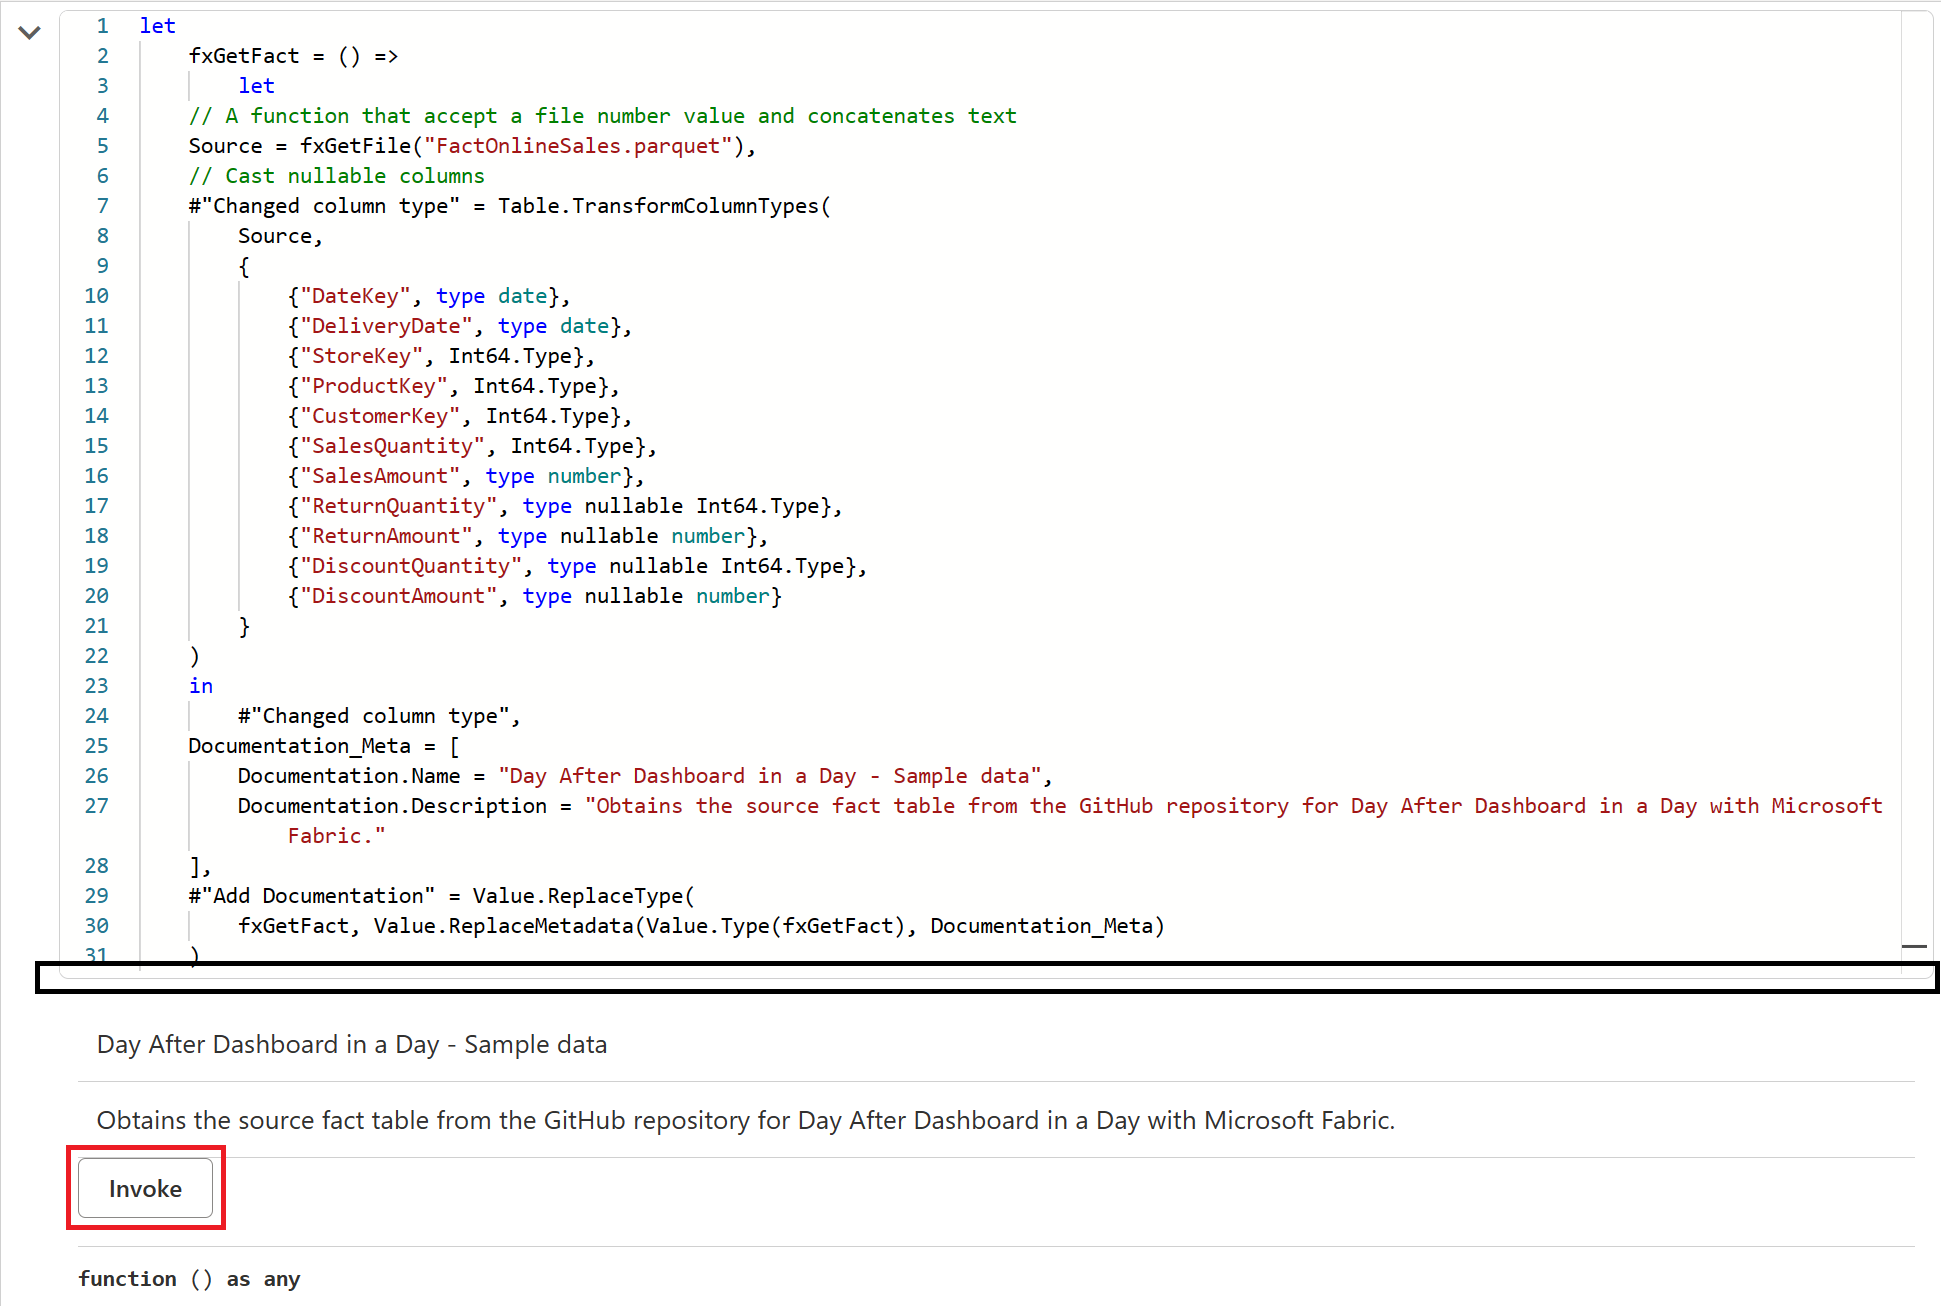 1 let
2     fxGetFact = () =>
3         let
4     // A function that accept a file number value and concatenates text
5     Source = fxGetFile("FactOnlineSales.parquet"),
6     // Cast nullable columns
7     #"Changed column type" = Table.TransformColumnTypes(
8         Source,
9         {
10             {"DateKey", type date},
11             {"DeliveryDate", type date},
12             {"StoreKey", Int64.Type},
13             {"ProductKey", Int64.Type},
14             {"CustomerKey", Int64.Type},
15             {"SalesQuantity", Int64.Type},
16             {"SalesAmount", type number},
17             {"ReturnQuantity", type nullable Int64.Type},
18             {"ReturnAmount", type nullable number},
19             {"DiscountQuantity", type nullable Int64.Type},
20             {"DiscountAmount", type nullable number}
21         }
22     )
23     in
24         #"Changed column type",
25     Documentation_Meta = [
26         Documentation.Name = "Day After Dashboard in a Day - Sample data",
27         Documentation.Description = "Obtains the source fact table from the GitHub repository for Day After Dashboard in a Day with Microsoft
Fabric."
28     ],
29     #"Add Documentation" = Value.ReplaceType(
30         fxGetFact, Value.ReplaceMetadata(Value.Type(fxGetFact), Documentation_Meta)
31     )
Day After Dashboard in a Day - Sample data
Obtains the source fact table from the GitHub repository for Day After Dashboard in a Day with Microsoft Fabric.
Invoke
function () as any